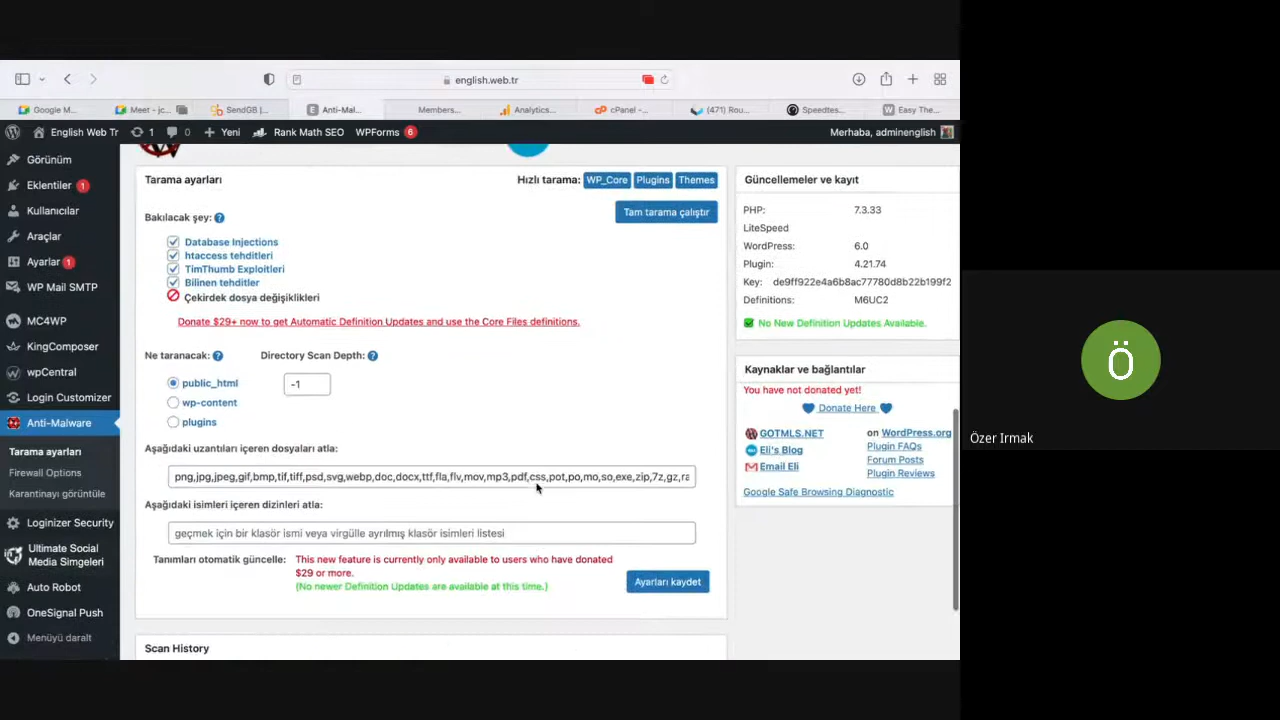 english.web.tr
Google M...
Meet - jc...
SendGB |...
Anti-Mal...
Members...
Analytics...
cPanel -...
(471) Rou...
Speedtes...
Easy The...
English Web Tr
1
0
Yeni
Rank Math SEO
WPForms 6
Merhaba, adminenglish
Görünüm
Eklentiler 1
Kullanıcılar
Araçlar
Ayarlar 1
WP Mail SMTP
MC4WP
KingComposer
wpCentral
Login Customizer
Anti-Malware
Tarama ayarları
Firewall Options
Karantinayı görüntüle
Loginizer Security
Ultimate Social
Media Simgeleri
Auto Robot
OneSignal Push
Menüyü daralt
Tarama ayarları
Hızlı tarama: WP_Core Plugins Themes
Tam tarama çalıştır
Bakılacak şey: ?
Database Injections
htaccess tehditleri
TimThumb Exploitleri
Bilinen tehditler
Çekirdek dosya değişiklikleri
Donate $29+ now to get Automatic Definition Updates and use the Core Files definitions.
Ne taranacak: ?
Directory Scan Depth: ?
public_html
-1
wp-content
plugins
Aşağıdaki uzantıları içeren dosyaları atla:
png,jpg,jpeg,gif,bmp,tif,tiff,psd,svg,webp,doc,docx,ttf,fla,flv,mov,mp3,pdf,css,pot,po,mo,so,exe,zip,7z,gz,ra
Aşağıdaki isimleri içeren dizinleri atla:
geçmek için bir klasör ismi veya virgülle ayrılmış klasör isimleri listesi
Tanımları otomatik güncelle:
This new feature is currently only available to users who have donated
$29 or more.
(No newer Definition Updates are available at this time.)
Ayarları kaydet
Scan History
Güncellemeler ve kayıt
PHP: 7.3.33
LiteSpeed
WordPress: 6.0
Plugin: 4.21.74
Key: de9ff922e4a6b8ac77780d8b22b199f2
Definitions: M6UC2
No New Definition Updates Available.
Kaynaklar ve bağlantılar
You have not donated yet!
Donate Here
GOTMLS.NET
Eli's Blog
Email Eli
on WordPress.org
Plugin FAQs
Forum Posts
Plugin Reviews
Google Safe Browsing Diagnostic
Ö
Özer Irmak